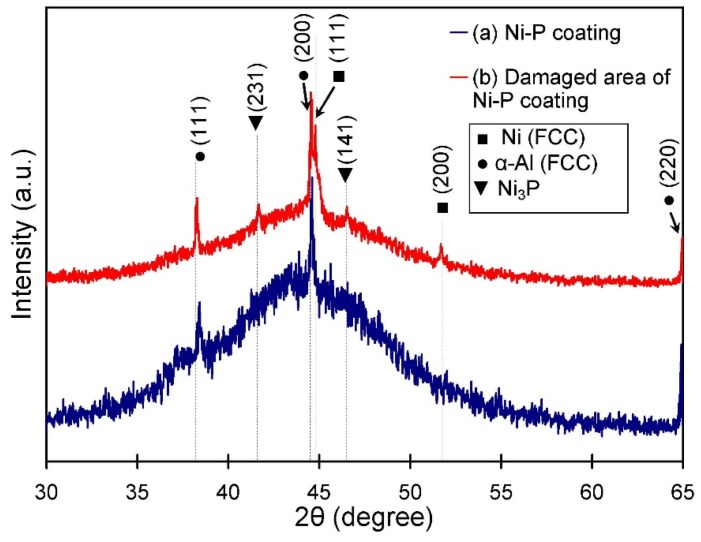 (200)
(111)
(a) Ni-P coating
(b) Damaged area of
Ni-P coating
(231)
(111)
(141)
■ Ni (FCC)
● α-Al (FCC)
▼ Ni₃P
(200)
(220)
Intensity (a.u.)
30 35 40 45 50 55 60 65
2θ (degree)